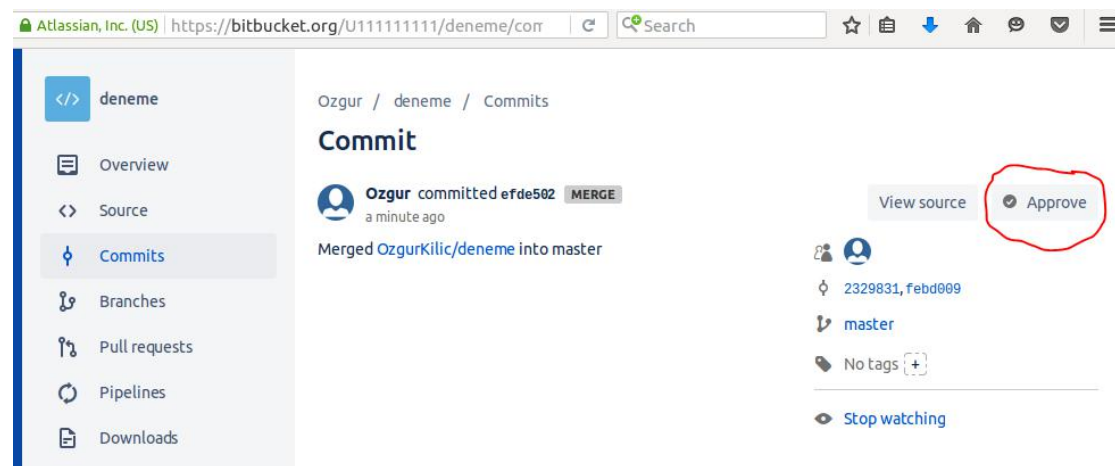 Atlassian, Inc. (US) https://bitbucket.org/U111111111/deneme/com Search
</> deneme
Overview
Source
Commits
Branches
Pull requests
Pipelines
Downloads
Ozgur / deneme / Commits
Commit
Ozgur committed efde502 MERGE
a minute ago
Merged OzgurKilic/deneme into master
View source Approve
2329831, febd009
master
No tags +
Stop watching